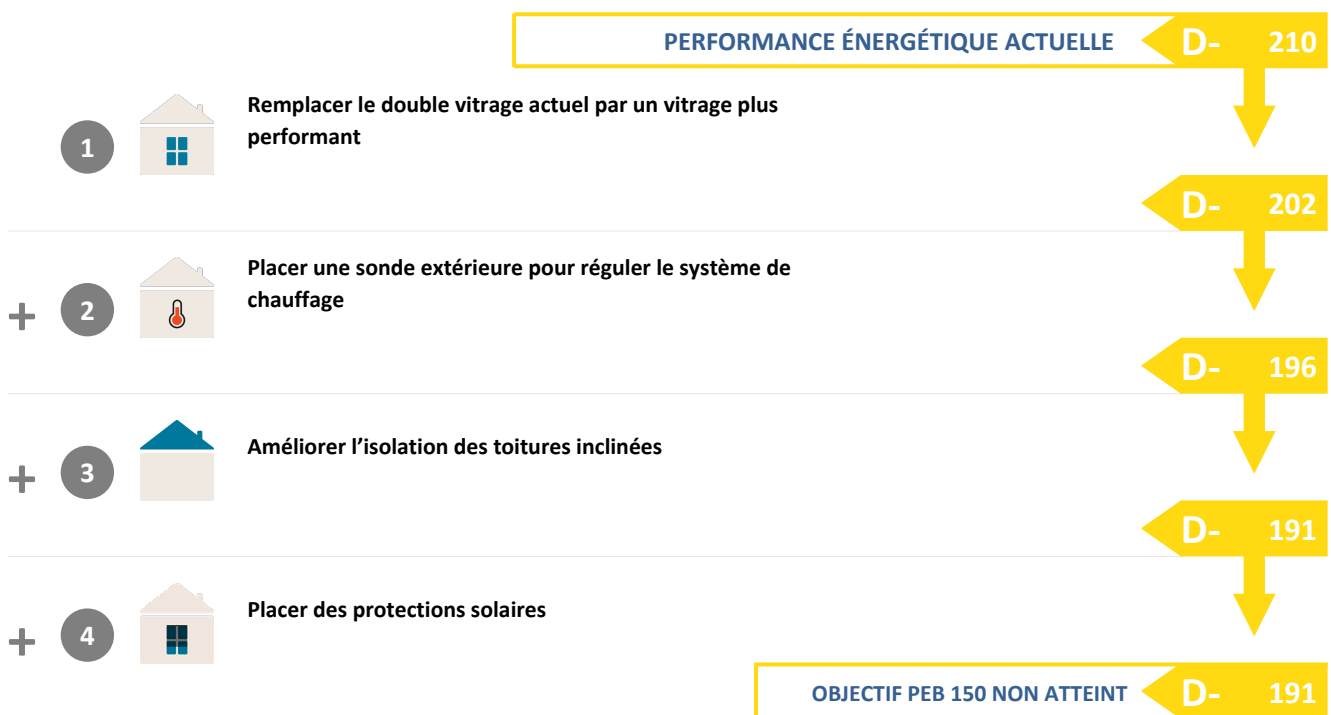 PERFORMANCE ÉNERGÉTIQUE ACTUELLE D- 210
1 Remplacer le double vitrage actuel par un vitrage plus
performant
D- 202
+ 2 Placer une sonde extérieure pour réguler le système de
chauffage
D- 196
+ 3 Améliorer l’isolation des toitures inclinées
D- 191
+ 4 Placer des protections solaires
OBJECTIF PEB 150 NON ATTEINT D- 191